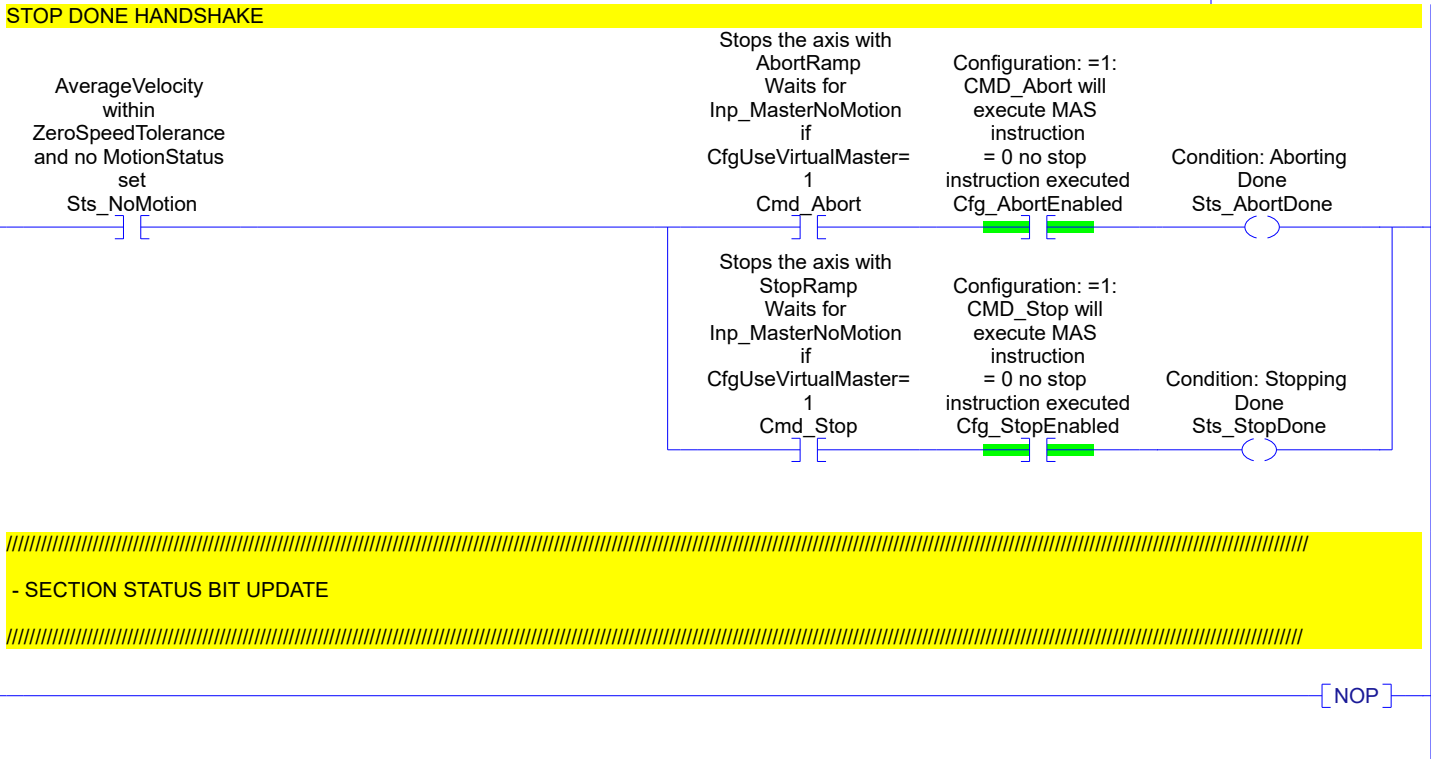 STOP DONE HANDSHAKE
AverageVelocity
within
ZeroSpeedTolerance
and no MotionStatus
set
Sts_NoMotion
Stops the axis with
AbortRamp
Waits for
Inp_MasterNoMotion
if
CfgUseVirtualMaster=
1
Cmd_Abort
Configuration: =1:
CMD_Abort will
execute MAS
instruction
= 0 no stop
instruction executed
Cfg_AbortEnabled
Condition: Aborting
Done
Sts_AbortDone
Stops the axis with
StopRamp
Waits for
Inp_MasterNoMotion
if
CfgUseVirtualMaster=
1
Cmd_Stop
Configuration: =1:
CMD_Stop will
execute MAS
instruction
= 0 no stop
instruction executed
Cfg_StopEnabled
Condition: Stopping
Done
Sts_StopDone
/////////////////////////////////////////////////////////////////////////////////////////////////////////////////////////////////////////////////////////////////////////////////////////////////////////////////////////////////
- SECTION STATUS BIT UPDATE
////////////////////////////////////////////////////////////////////////////////////////////////////////////////////////////////////////////////////////////////////////////////////////////////////////////////////////////////
NOP